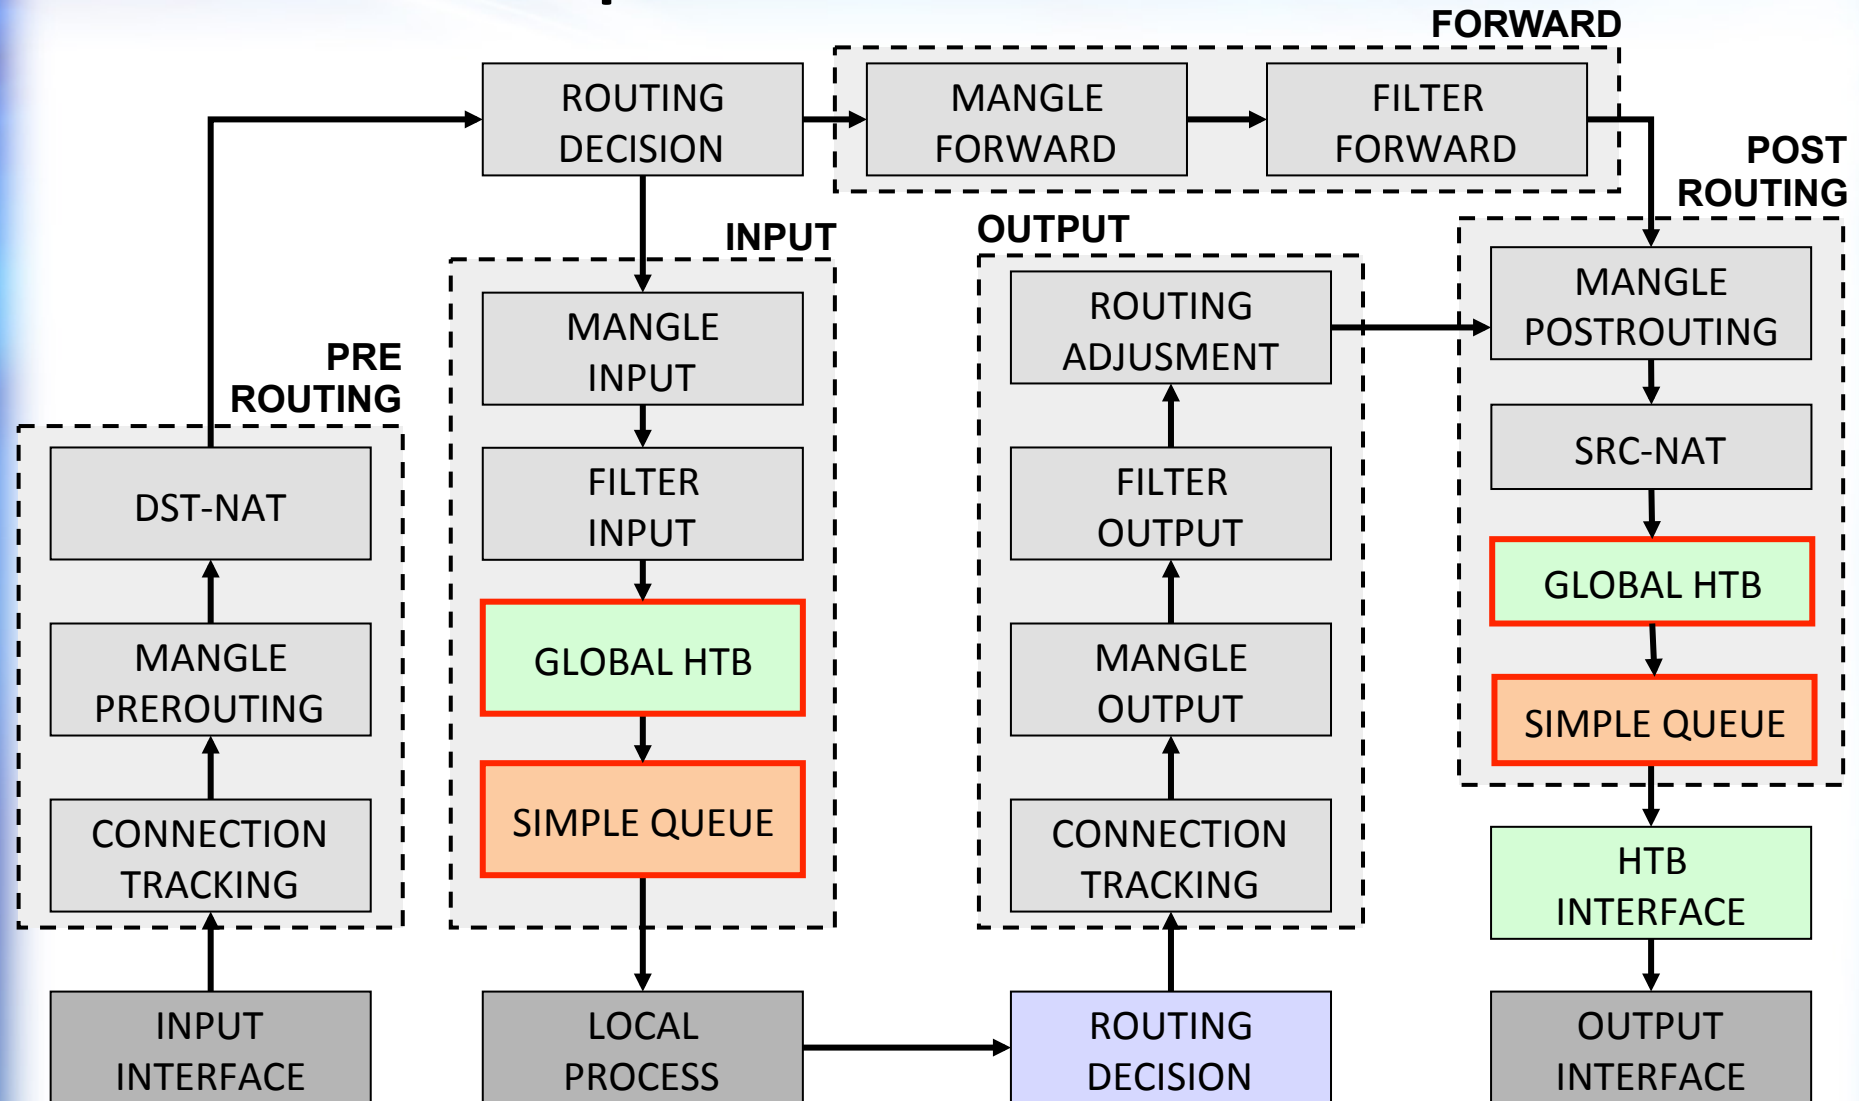 FORWARD
ROUTING
DECISION
MANGLE
FORWARD
FILTER
FORWARD
POST
ROUTING
INPUT
OUTPUT
MANGLE
INPUT
ROUTING
ADJUSMENT
MANGLE
POSTROUTING
PRE
ROUTING
DST-NAT
FILTER
INPUT
FILTER
OUTPUT
SRC-NAT
GLOBAL HTB
MANGLE
PREROUTING
GLOBAL HTB
MANGLE
OUTPUT
SIMPLE QUEUE
CONNECTION
TRACKING
SIMPLE QUEUE
CONNECTION
TRACKING
HTB
INTERFACE
INPUT
INTERFACE
LOCAL
PROCESS
ROUTING
DECISION
OUTPUT
INTERFACE